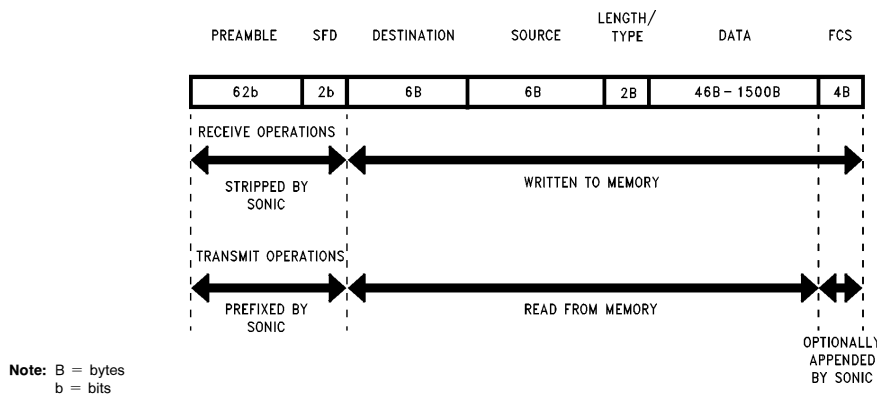 PREAMBLE SFD DESTINATION SOURCE LENGTH/ TYPE DATA FCS
62b 2b 6B 6B 2B 46B – 1500B 4B
RECEIVE OPERATIONS
STRIPPED BY
SONIC
WRITTEN TO MEMORY
TRANSMIT OPERATIONS
PREFIXED BY
SONIC
READ FROM MEMORY
OPTIONALLY
APPENDED
BY SONIC
Note: B = bytes
b = bits